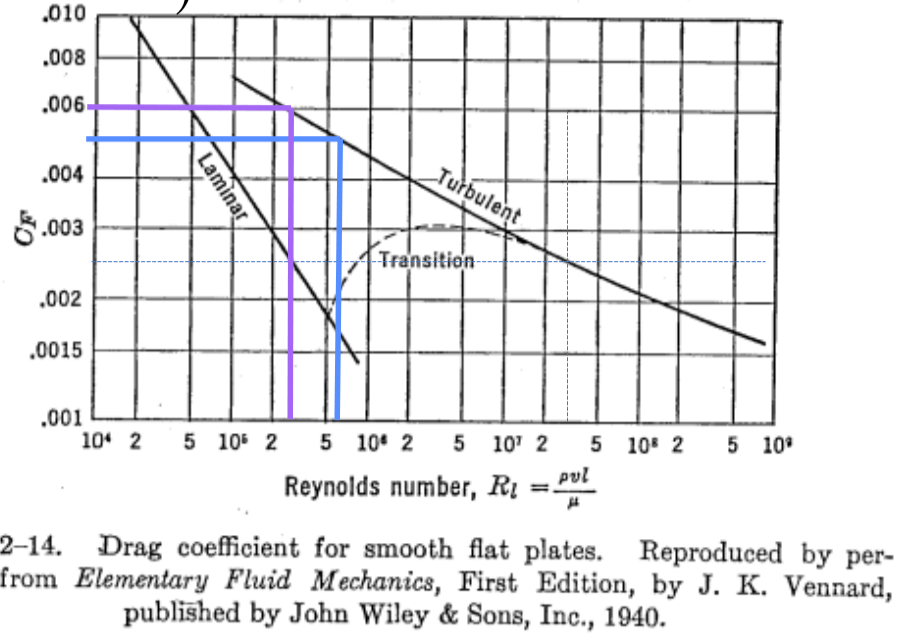 )
.010
.008
.006
.004
.003
.002
.0015
.001
C_F
Laminar
Turbulent
Transition
10⁴ 2 5 10⁵ 2 5 10⁶ 2 5 10⁷ 2 5 10⁸ 2 5 10⁹
Reynolds number, R_l = ρvl/μ
2–14. Drag coefficient for smooth flat plates. Reproduced by per-
from Elementary Fluid Mechanics, First Edition, by J. K. Vennard,
published by John Wiley & Sons, Inc., 1940.